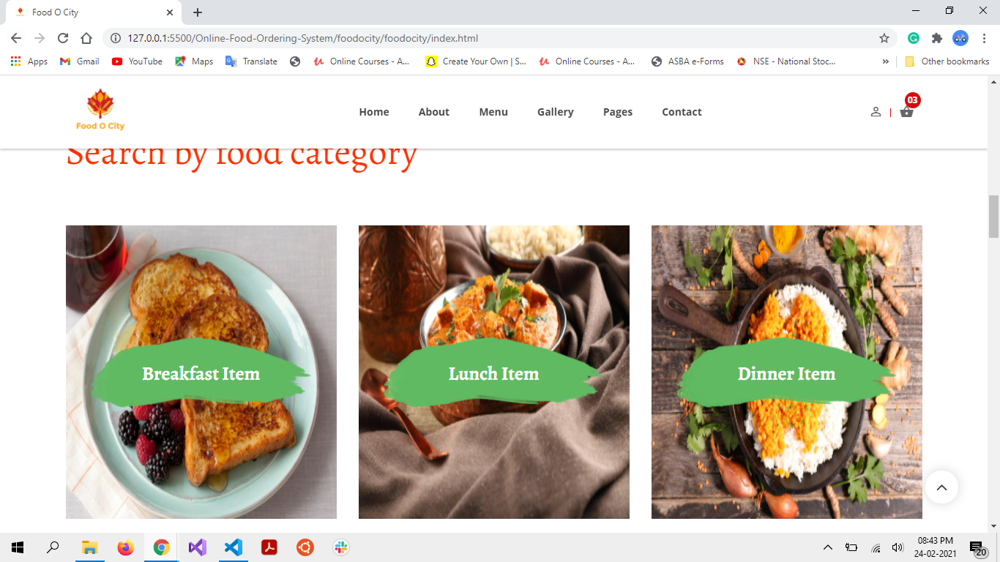 Food O City
127.0.0.1:5500/Online-Food-Ordering-System/foodocity/foodocity/index.html
Apps Gmail YouTube Maps Translate Online Courses - A... Create Your Own | S... Online Courses - A... ASBA e-Forms NSE - National Stoc... » Other bookmarks
Food O City
Home About Menu Gallery Pages Contact
03
Search by food category
Breakfast Item Lunch Item Dinner Item
08:43 PM
24-02-2021
20